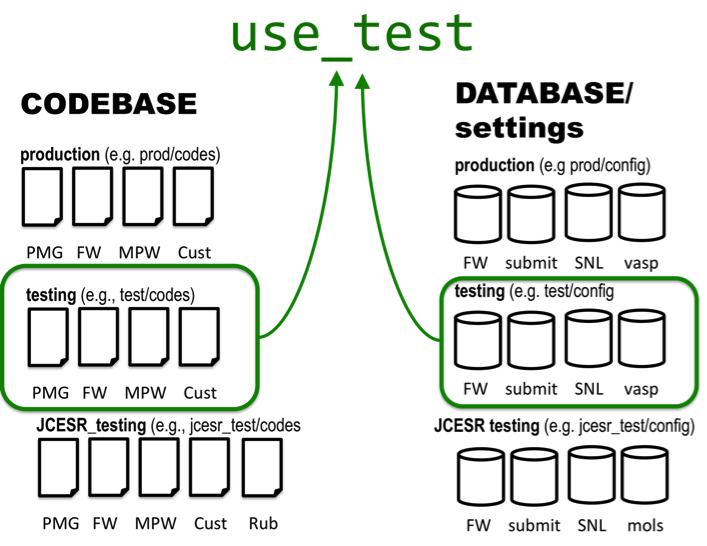 use_test
CODEBASE
production (e.g. prod/codes)
PMG FW MPW Cust
testing (e.g., test/codes)
PMG FW MPW Cust
JCESR_testing (e.g., jcesr_test/codes
PMG FW MPW Cust Rub
DATABASE/
settings
production (e.g prod/config)
FW submit SNL vasp
testing (e.g. test/config
FW submit SNL vasp
JCESR testing (e.g. jcesr_test/config)
FW submit SNL mols